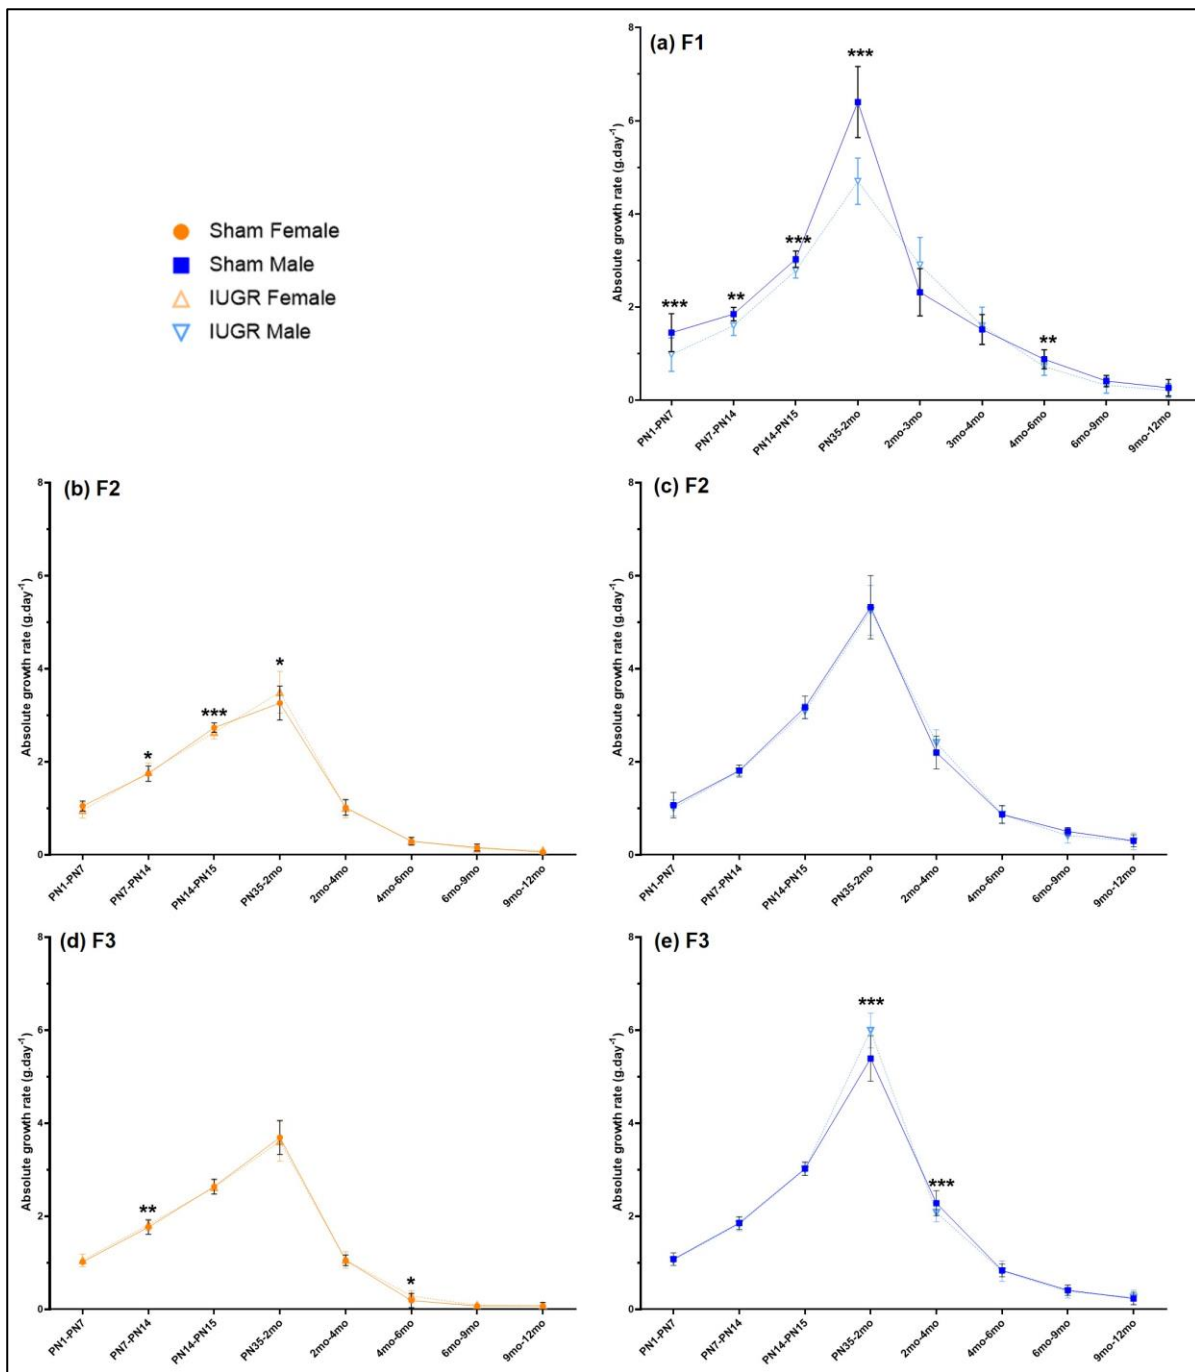 (a) F1
Absolute growth rate (g.day⁻¹)
8
6
4
2
0
***
**
***
***
**
PN1-PN7
PN7-PN14
PN14-PN15
PN35-2mo
2mo-3mo
3mo-4mo
4mo-6mo
6mo-9mo
9mo-12mo
Sham Female
Sham Male
IUGR Female
IUGR Male
(b) F2
Absolute growth rate (g.day⁻¹)
8
6
4
2
0
*
***
*
PN1-PN7
PN7-PN14
PN14-PN15
PN35-2mo
2mo-4mo
4mo-6mo
6mo-9mo
9mo-12mo
(c) F2
Absolute growth rate (g.day⁻¹)
8
6
4
2
0
PN1-PN7
PN7-PN14
PN14-PN15
PN35-2mo
2mo-4mo
4mo-6mo
6mo-9mo
9mo-12mo
(d) F3
Absolute growth rate (g.day⁻¹)
8
6
4
2
0
**
*
PN1-PN7
PN7-PN14
PN14-PN15
PN35-2mo
2mo-4mo
4mo-6mo
6mo-9mo
9mo-12mo
(e) F3
Absolute growth rate (g.day⁻¹)
8
6
4
2
0
***
***
PN1-PN7
PN7-PN14
PN14-PN15
PN35-2mo
2mo-4mo
4mo-6mo
6mo-9mo
9mo-12mo